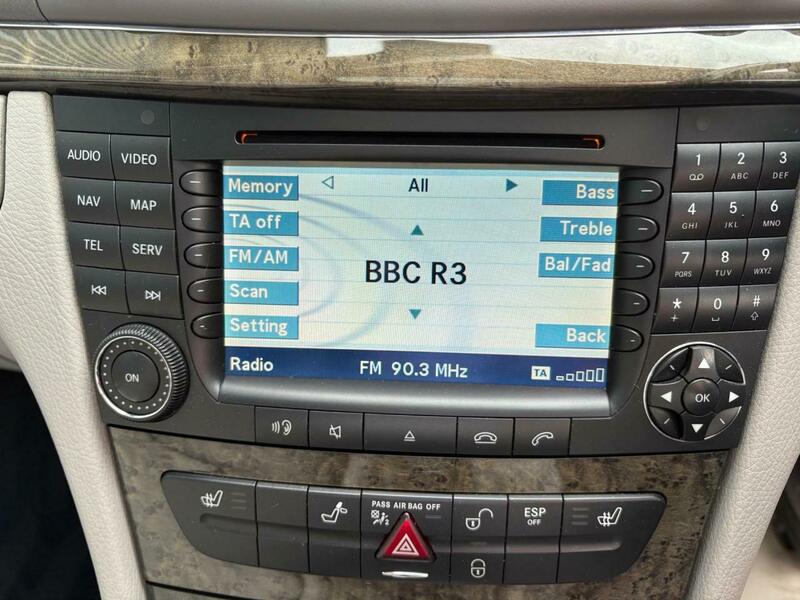 AUDIO
VIDEO
NAV
MAP
TEL
SERV
Memory
TA off
FM/AM
Scan
Setting
All
BBC R3
Bass
Treble
Bal/Fad
Back
Radio
FM 90.3 MHz
TA
1
2 ABC
3 DEF
4 GHI
5 JKL
6 MNO
7 PQRS
8 TUV
9 WXYZ
* +
0
#
ON
OK
PASS AIR BAG OFF
2
ESP
OFF